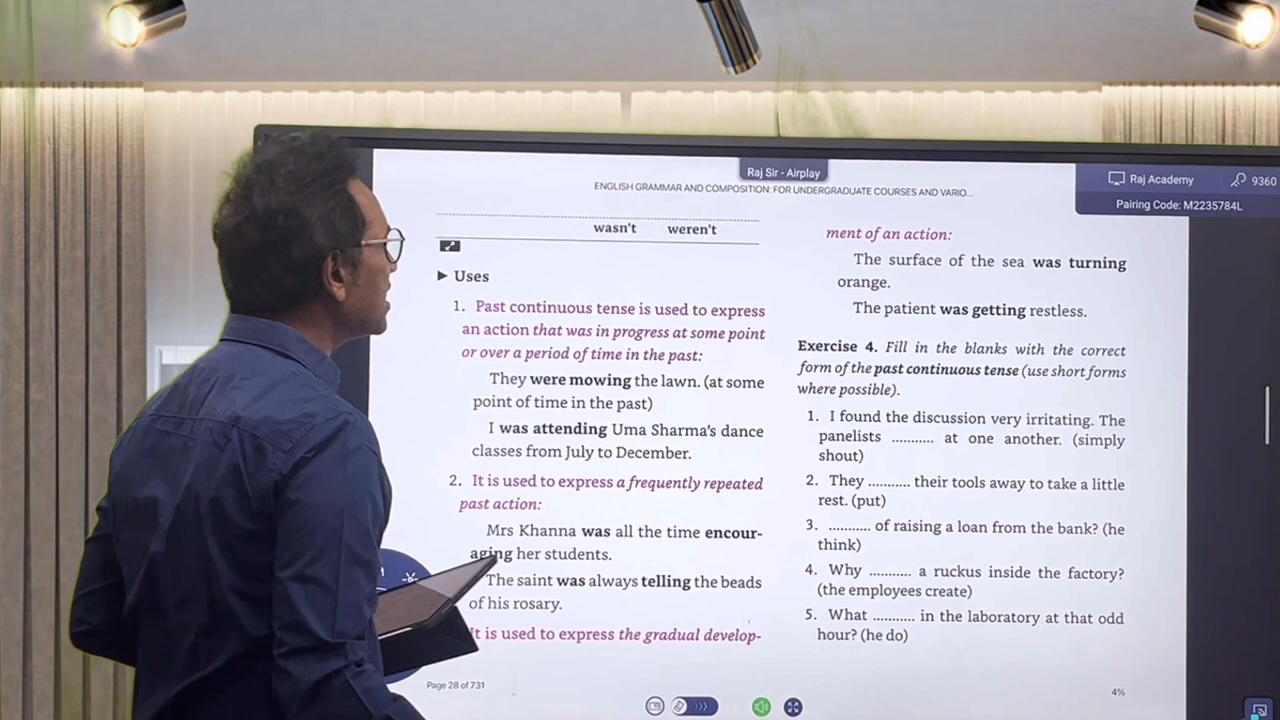 Raj Sir - Airplay
Raj Academy
9360
Pairing Code: M2235784L
ENGLISH GRAMMAR AND COMPOSITION: FOR UNDERGRADUATE COURSES AND VARIO...
wasn't weren't
▶ Uses
1. Past continuous tense is used to express
an action that was in progress at some point
or over a period of time in the past:
They were mowing the lawn. (at some
point of time in the past)
I was attending Uma Sharma's dance
classes from July to December.
2. It is used to express a frequently repeated
past action:
Mrs Khanna was all the time encour-
aging her students.
The saint was always telling the beads
of his rosary.
It is used to express the gradual develop-
ment of an action:
The surface of the sea was turning
orange.
The patient was getting restless.
Exercise 4. Fill in the blanks with the correct
form of the past continuous tense (use short forms
where possible).
1. I found the discussion very irritating. The
panelists ........... at one another. (simply
shout)
2. They ........... their tools away to take a little
rest. (put)
3. ........... of raising a loan from the bank? (he
think)
4. Why ........... a ruckus inside the factory?
(the employees create)
5. What ........... in the laboratory at that odd
hour? (he do)
Page 28 of 731
4%